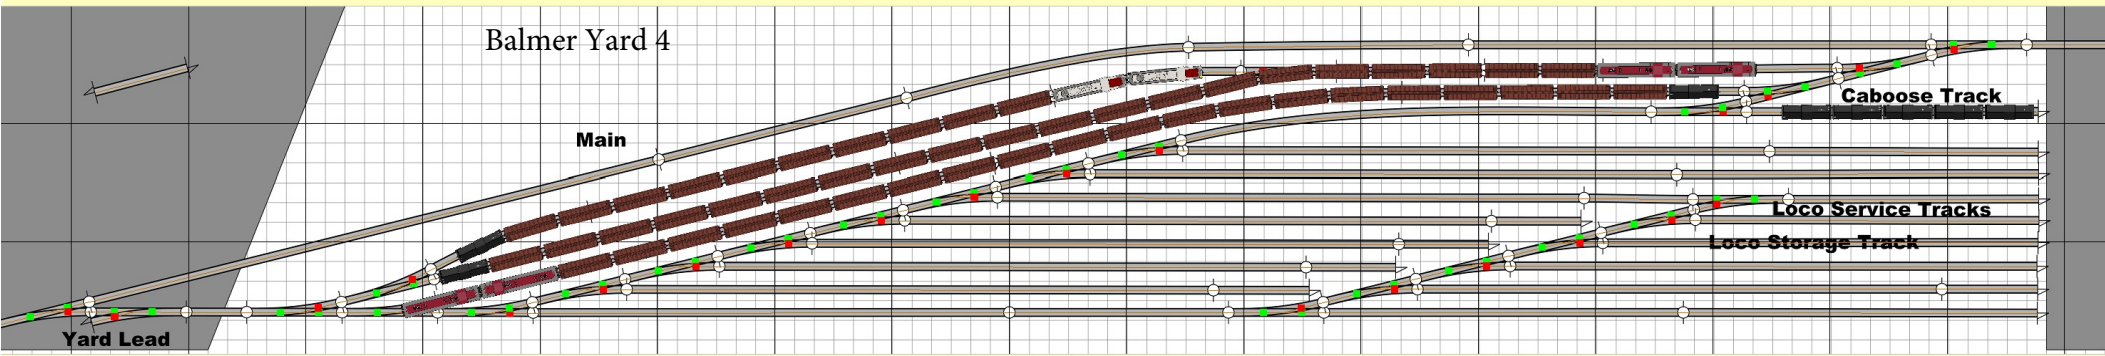 Balmer Yard 4
Caboose Track
Main
Loco Service Tracks
Loco Storage Track
Yard Lead